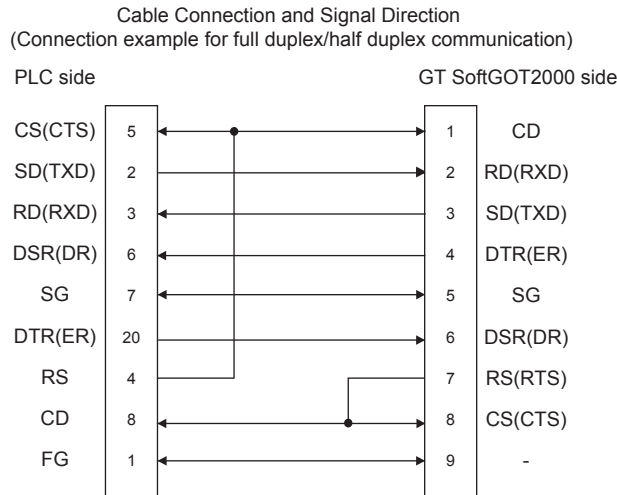 Cable Connection and Signal Direction
(Connection example for full duplex/half duplex communication)
PLC side GT SoftGOT2000 side
CS(CTS) 5 1 CD
SD(TXD) 2 2 RD(RXD)
RD(RXD) 3 3 SD(TXD)
DSR(DR) 6 4 DTR(ER)
SG 7 5 SG
DTR(ER) 20 6 DSR(DR)
RS 4 7 RS(RTS)
CD 8 8 CS(CTS)
FG 1 9 -